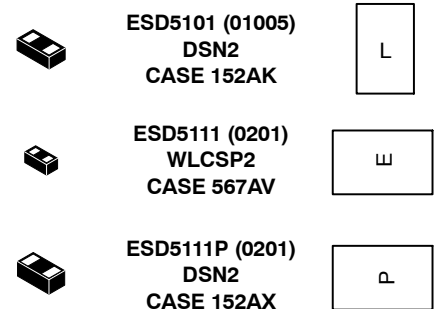 ESD5101 (01005)
DSN2
CASE 152AK
L
ESD5111 (0201)
WLCSP2
CASE 567AV
E
ESD5111P (0201)
DSN2
CASE 152AX
P